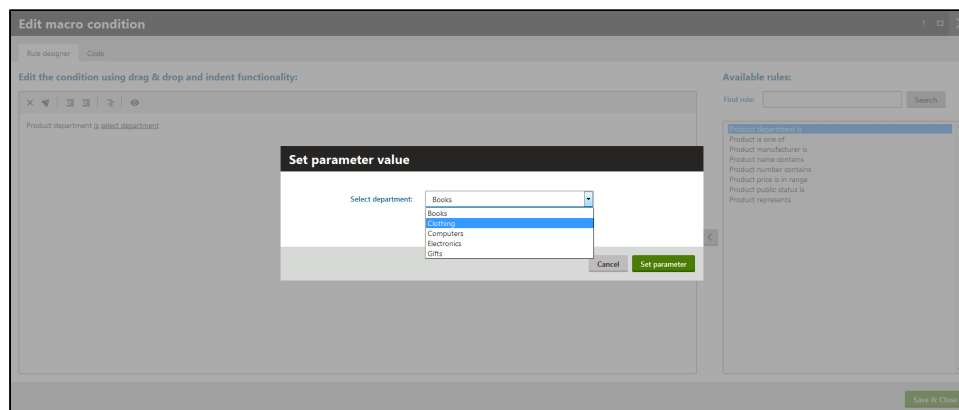 Edit macro condition
?
Rule designer Code
Edit the condition using drag & drop and indent functionality:
Product department is select department
Available rules:
Find rule: Search
Product department is
Product is one of
Product manufacturer is
Product name contains
Product number contains
Product price is in range
Product public status is
Product represents
Set parameter value
Select department: Books
Books
Clothing
Computers
Electronics
Gifts
Cancel Set parameter
Save & Close